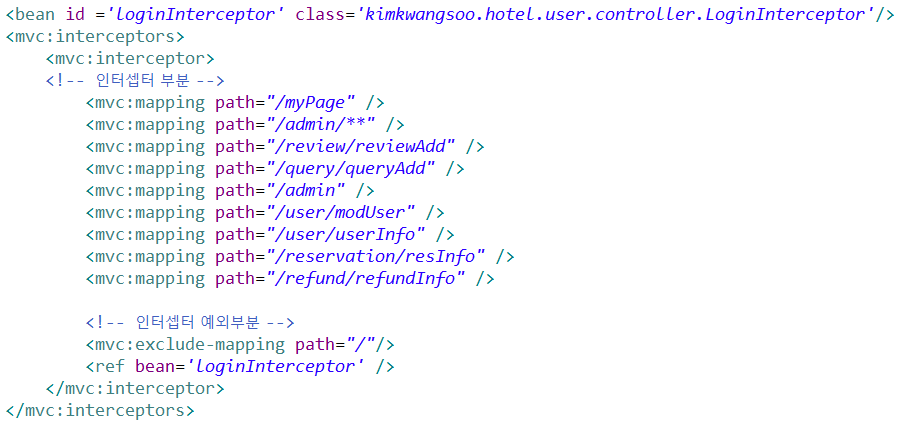 <bean id ='loginInterceptor' class='kimkwangsoo.hotel.user.controller.LoginInterceptor'/>
<mvc:interceptors>
    <mvc:interceptor>
    <!-- 인터셉터 부분 -->
        <mvc:mapping path="/myPage" />
        <mvc:mapping path="/admin/**" />
        <mvc:mapping path="/review/reviewAdd" />
        <mvc:mapping path="/query/queryAdd" />
        <mvc:mapping path="/admin" />
        <mvc:mapping path="/user/modUser" />
        <mvc:mapping path="/user/userInfo" />
        <mvc:mapping path="/reservation/resInfo" />
        <mvc:mapping path="/refund/refundInfo" />

        <!-- 인터셉터 예외부분 -->
        <mvc:exclude-mapping path="/"/>
        <ref bean='loginInterceptor' />
    </mvc:interceptor>
</mvc:interceptors>